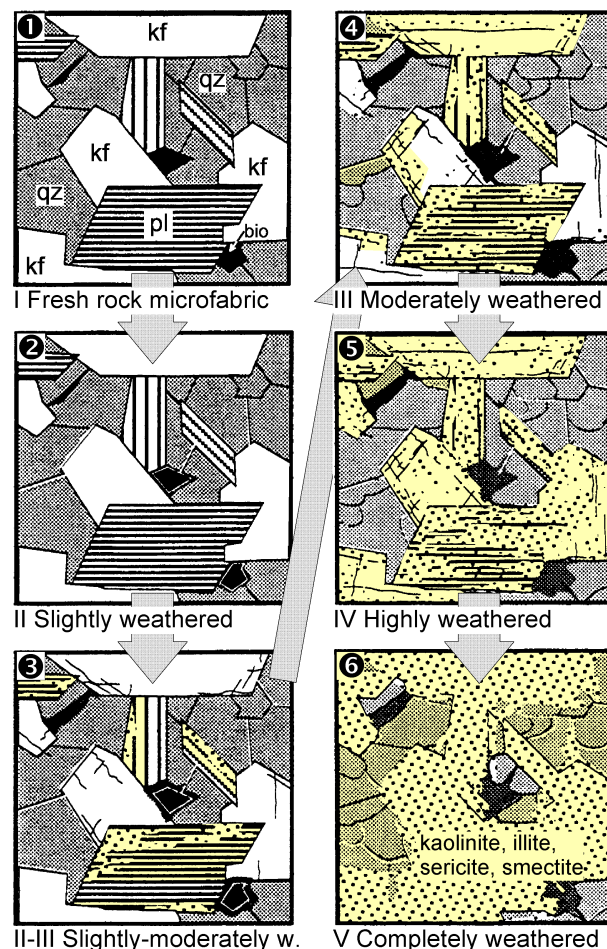 1
kf
qz
kf
kf
qz
pl
bio
kf
I Fresh rock microfabric
2
II Slightly weathered
3
II-III Slightly-moderately w.
4
III Moderately weathered
5
IV Highly weathered
6
kaolinite, illite,
sericite, smectite
V Completely weathered